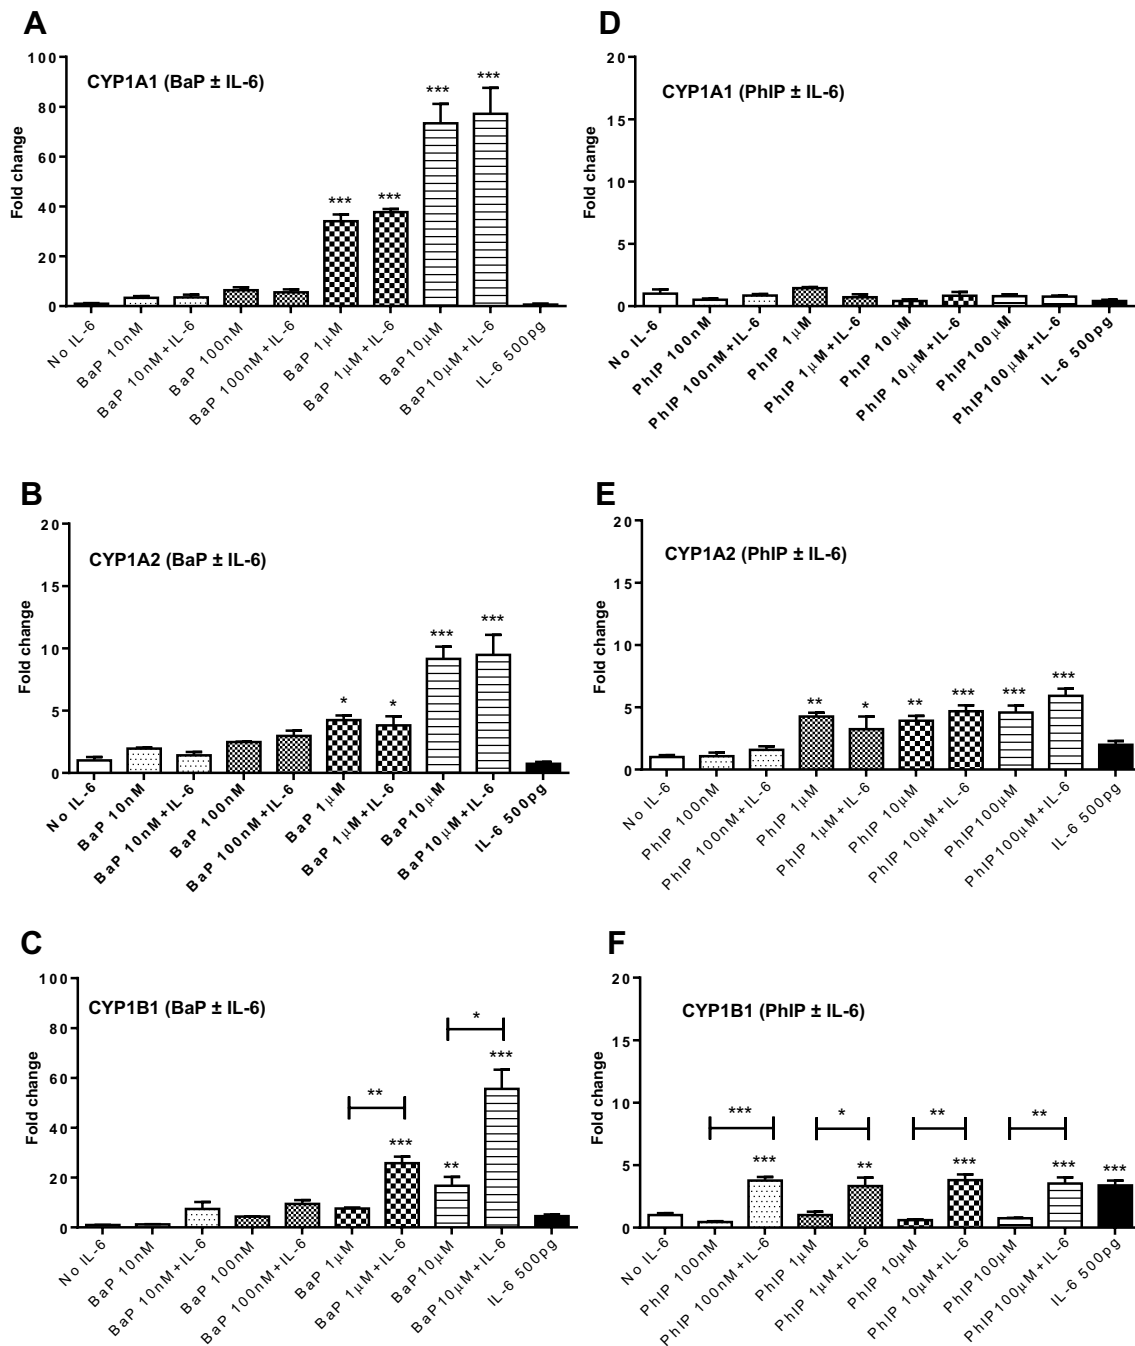 A
CYP1A1 (BaP ± IL-6)
Fold change
100
80
60
40
20
0
***
***
***
***
No IL-6
BaP 10nM
BaP 10nM+IL-6
BaP 100nM
BaP 100nM+IL-6
BaP 1μM
BaP 1μM+IL-6
BaP10μM
BaP10μM+IL-6
IL-6 500pg
D
CYP1A1 (PhIP ± IL-6)
Fold change
20
15
10
5
0
No IL-6
PhIP 100nM
PhIP 100nM+IL-6
PhIP 1μM
PhIP 1μM+IL-6
PhIP 10μM
PhIP 10μM+IL-6
PhIP100μM
PhIP100μM+IL-6
IL-6 500pg
B
CYP1A2 (BaP ± IL-6)
Fold change
20
15
10
5
0
*
*
***
***
No IL-6
BaP 10nM
BaP 10nM+IL-6
BaP 100nM
BaP 100nM+IL-6
BaP 1μM
BaP 1μM+IL-6
BaP10μM
BaP10μM+IL-6
IL-6 500pg
E
CYP1A2 (PhIP ± IL-6)
Fold change
20
15
10
5
0
**
*
**
***
***
***
No IL-6
PhIP 100nM
PhIP 100nM+IL-6
PhIP 1μM
PhIP 1μM+IL-6
PhIP 10μM
PhIP 10μM+IL-6
PhIP100μM
PhIP100μM+IL-6
IL-6 500pg
C
CYP1B1 (BaP ± IL-6)
Fold change
100
80
60
40
20
0
**
*
***
**
***
No IL-6
BaP 10nM
BaP 10nM+IL-6
BaP 100nM
BaP 100nM+IL-6
BaP 1μM
BaP 1μM+IL-6
BaP10μM
BaP10μM+IL-6
IL-6 500pg
F
CYP1B1 (PhIP ± IL-6)
Fold change
20
15
10
5
0
***
*
**
**
***
**
***
***
***
No IL-6
PhIP 100nM
PhIP 100nM+IL-6
PhIP 1μM
PhIP 1μM+IL-6
PhIP 10μM
PhIP 10μM+IL-6
PhIP100μM
PhIP100μM+IL-6
IL-6 500pg